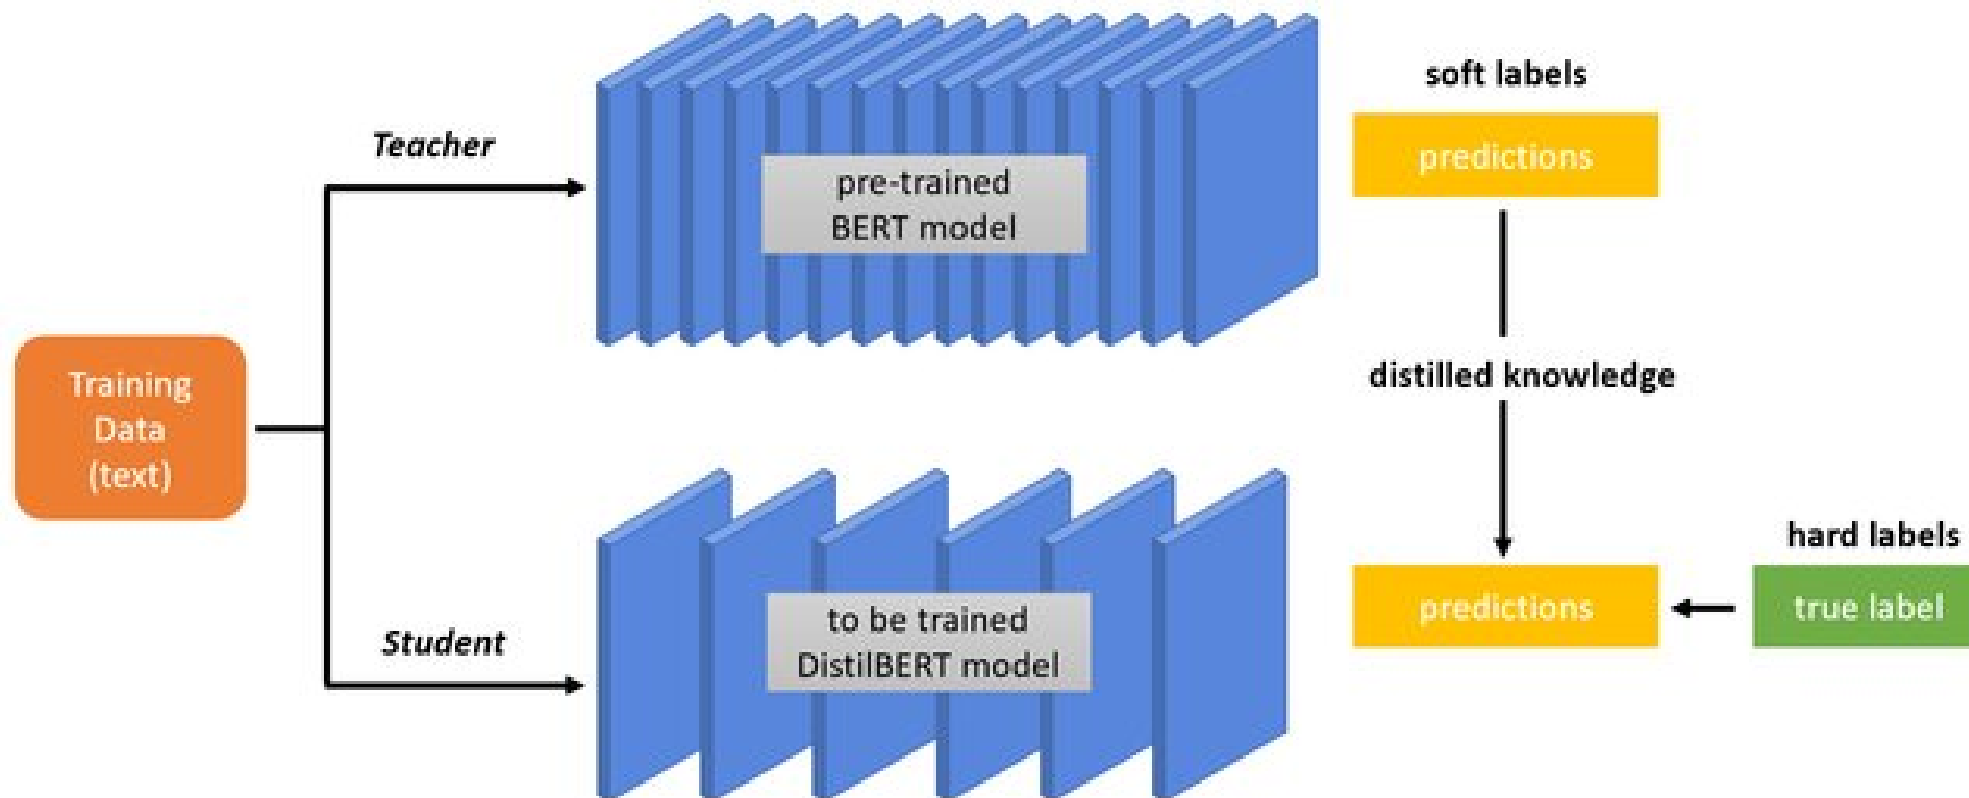 soft labels
predictions
Teacher
pre-trained
BERT model
distilled knowledge
Training
Data
(text)
hard labels
predictions
true label
Student
to be trained
DistilBERT model